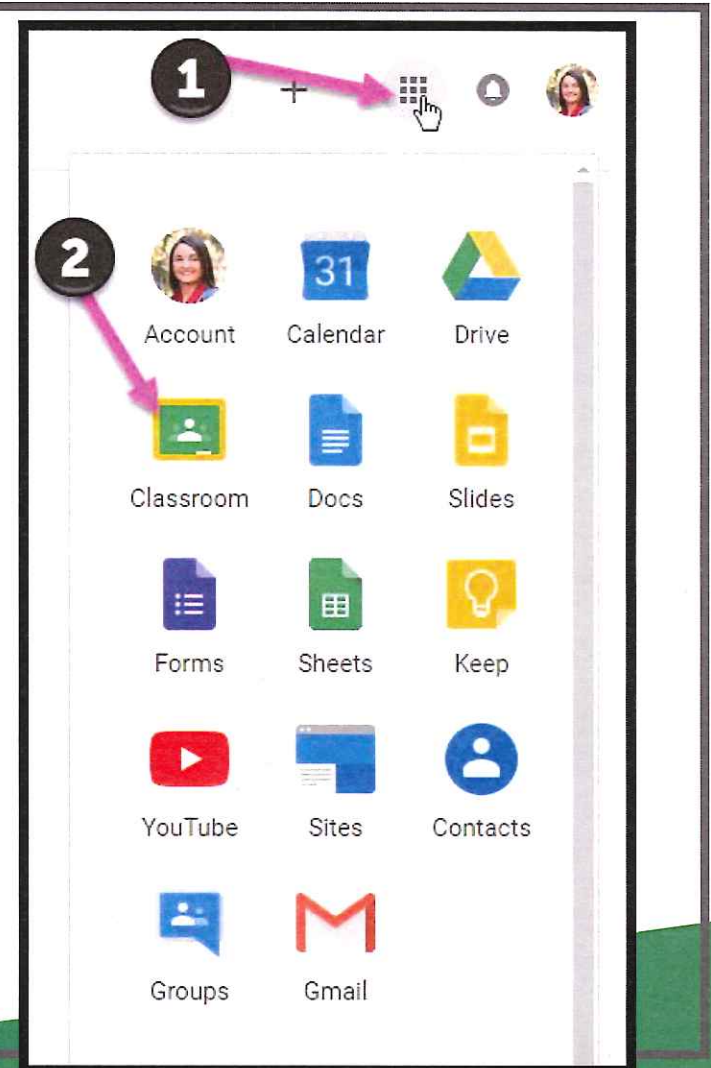 1
+
2
31
Account Calendar Drive
Classroom Docs Slides
Forms Sheets Keep
YouTube Sites Contacts
Groups Gmail